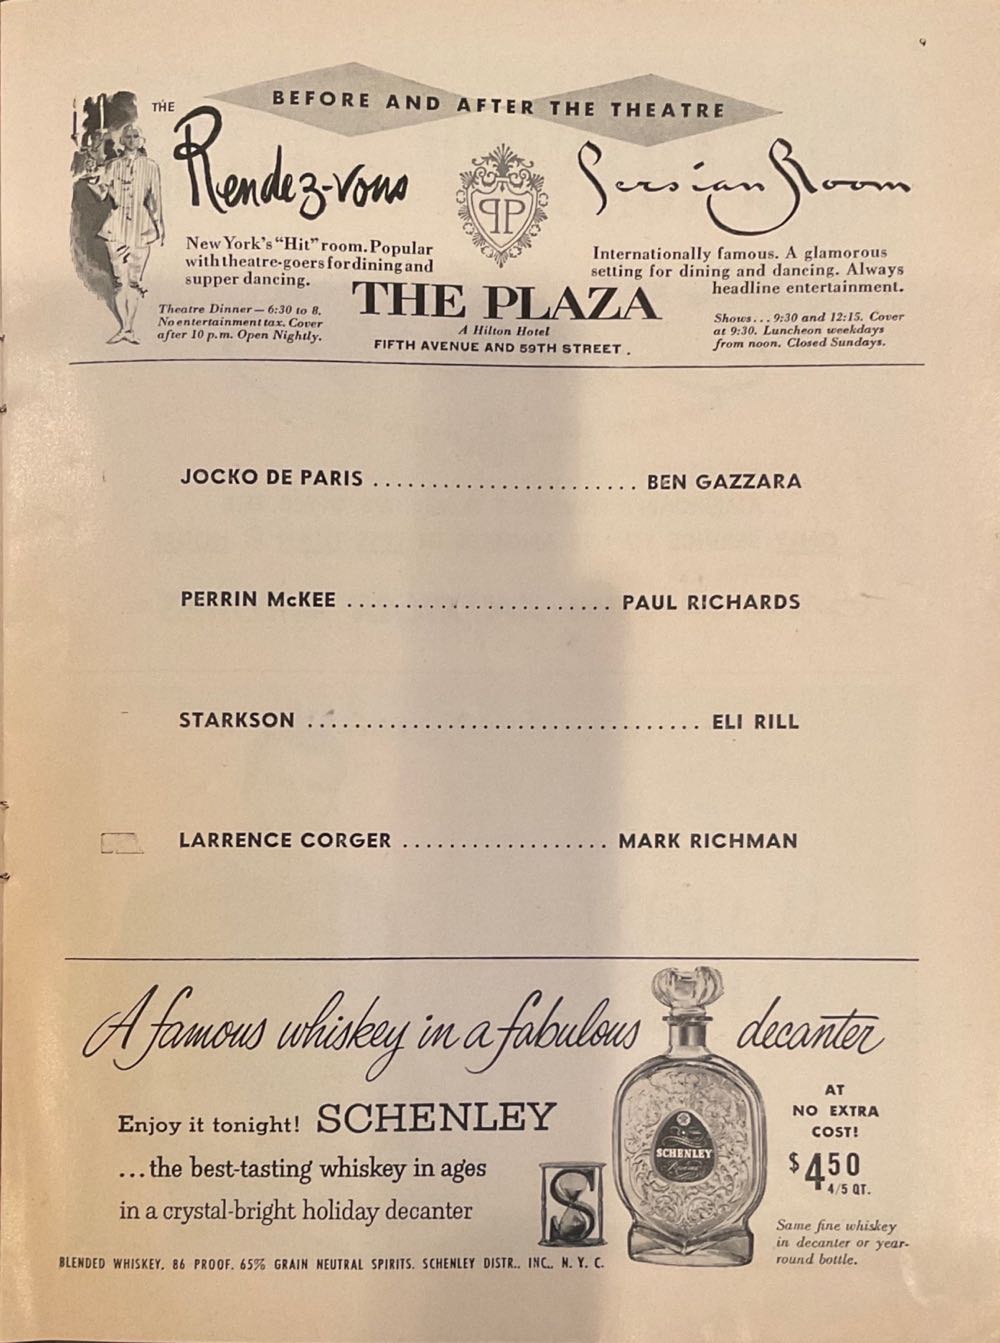 BEFORE AND AFTER THE THEATRE
THE
Rendez-vous
New York's "Hit" room. Popular
with theatre-goers for dining and
supper dancing.
Theatre Dinner — 6:30 to 8.
No entertainment tax. Cover
after 10 p.m. Open Nightly.
PP
THE PLAZA
A Hilton Hotel
FIFTH AVENUE AND 59TH STREET.
Persian Room
Internationally famous. A glamorous
setting for dining and dancing. Always
headline entertainment.
Shows... 9:30 and 12:15. Cover
at 9:30. Luncheon weekdays
from noon. Closed Sundays.
JOCKO DE PARIS ....................... BEN GAZZARA
PERRIN McKEE ....................... PAUL RICHARDS
STARKSON .................................. ELI RILL
LARRENCE CORGER .................. MARK RICHMAN
A famous whiskey in a fabulous decanter
Enjoy it tonight! SCHENLEY
...the best-tasting whiskey in ages
in a crystal-bright holiday decanter
S
SCHENLEY
Reserve
AT
NO EXTRA
COST!
$4.50
4/5 QT.
Same fine whiskey
in decanter or year-
round bottle.
BLENDED WHISKEY. 86 PROOF. 65% GRAIN NEUTRAL SPIRITS. SCHENLEY DISTR., INC., N. Y. C.